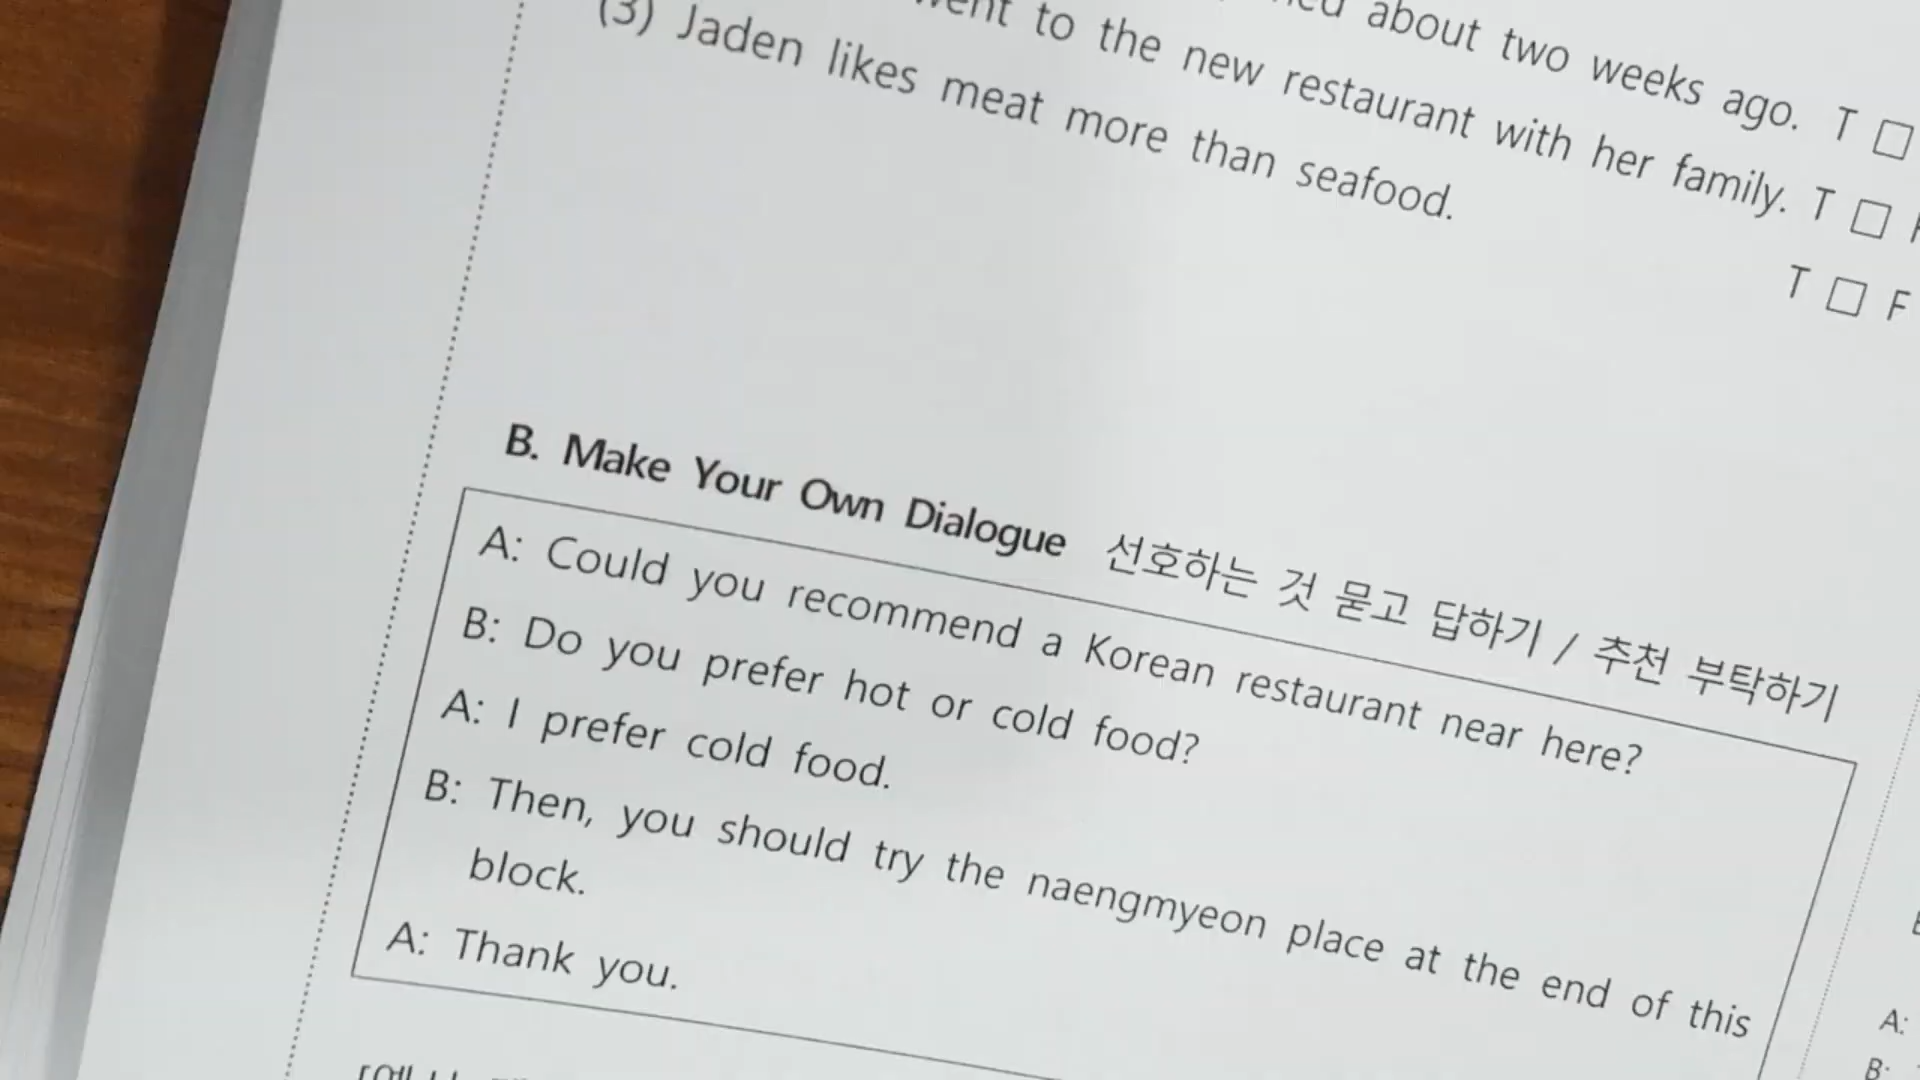 about two weeks ago. T □
to the new restaurant with her family. T □
(3) Jaden likes meat more than seafood.
T □ F
B. Make Your Own Dialogue 선호하는 것 묻고 답하기 / 추천 부탁하기
A: Could you recommend a Korean restaurant near here?
B: Do you prefer hot or cold food?
A: I prefer cold food.
B: Then, you should try the naengmyeon place at the end of this
block.
A: Thank you.
A:
B: